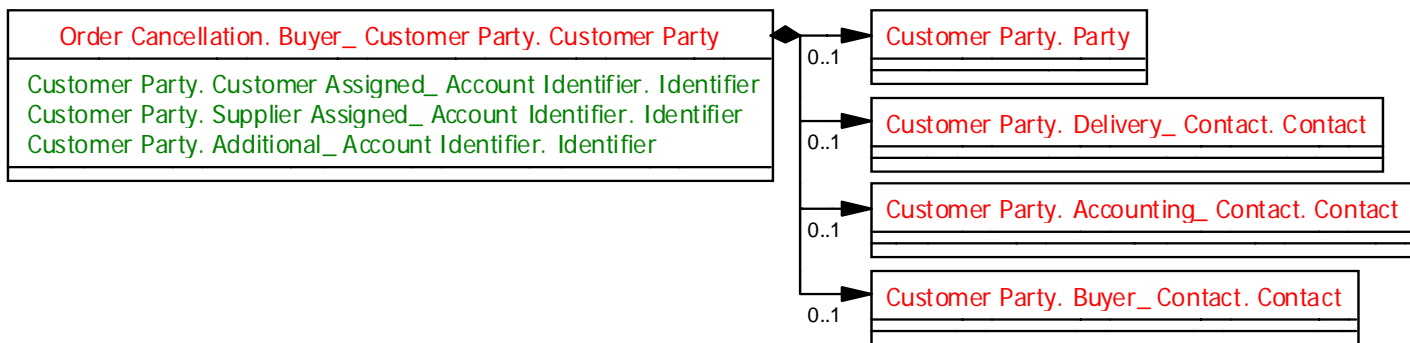 Order Cancellation. Buyer_ Customer Party. Customer Party
Customer Party. Customer Assigned_ Account Identifier. Identifier
Customer Party. Supplier Assigned_ Account Identifier. Identifier
Customer Party. Additional_ Account Identifier. Identifier
0..1
Customer Party. Party
0..1
Customer Party. Delivery_ Contact. Contact
0..1
Customer Party. Accounting_ Contact. Contact
0..1
Customer Party. Buyer_ Contact. Contact